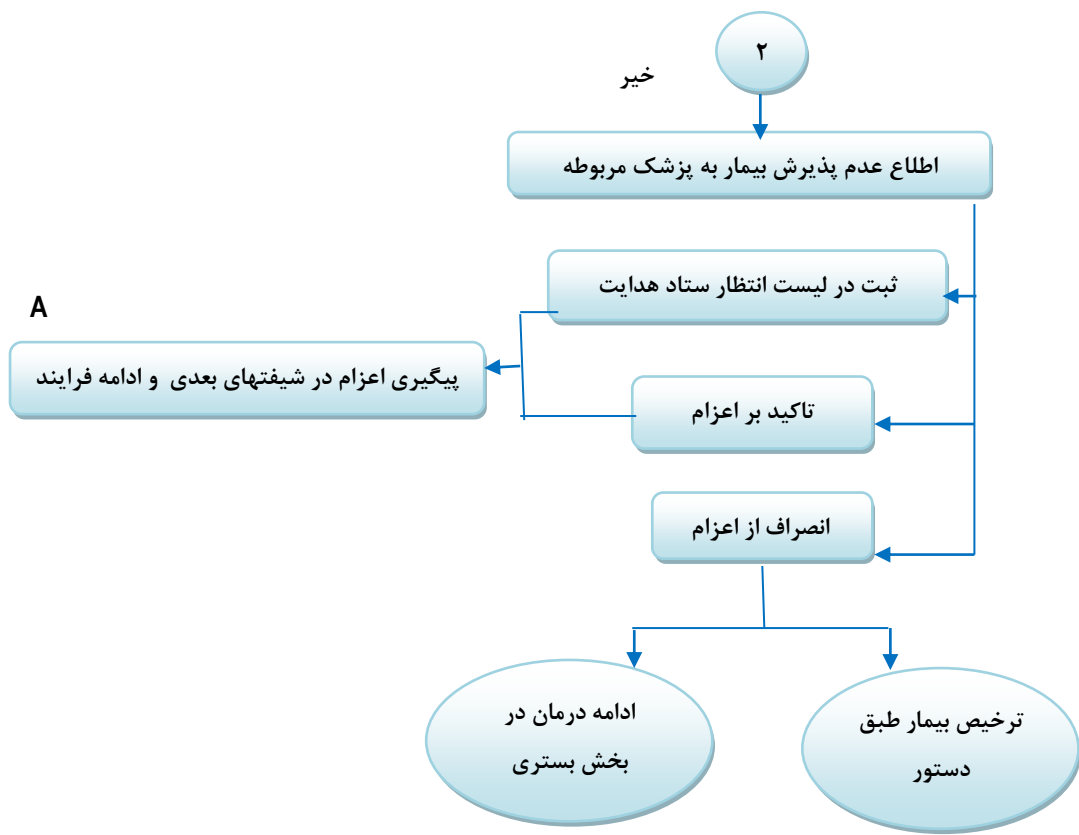 ۲
خیر
اطلاع عدم پذیرش بیمار به پزشک مربوطه
ثبت در لیست انتظار ستاد هدایت
A
پیگیری اعزام در شیفتهای بعدی و ادامه فرایند
تاکید بر اعزام
انصراف از اعزام
ترخیص بیمار طبق
دستور
ادامه درمان در
بخش بستری